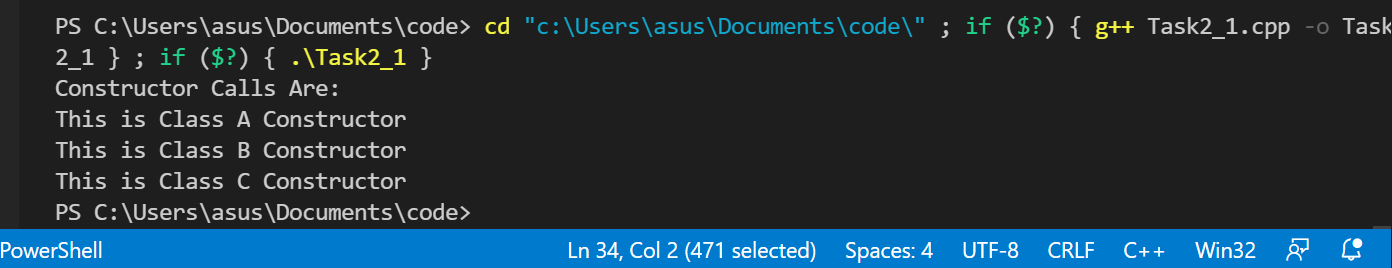 PS C:\Users\asus\Documents\code> cd "c:\Users\asus\Documents\code\" ; if ($?) { g++ Task2_1.cpp -o Task
2_1 } ; if ($?) { .\Task2_1 }
Constructor Calls Are:
This is Class A Constructor
This is Class B Constructor
This is Class C Constructor
PS C:\Users\asus\Documents\code>
PowerShell Ln 34, Col 2 (471 selected) Spaces: 4 UTF-8 CRLF C++ Win32